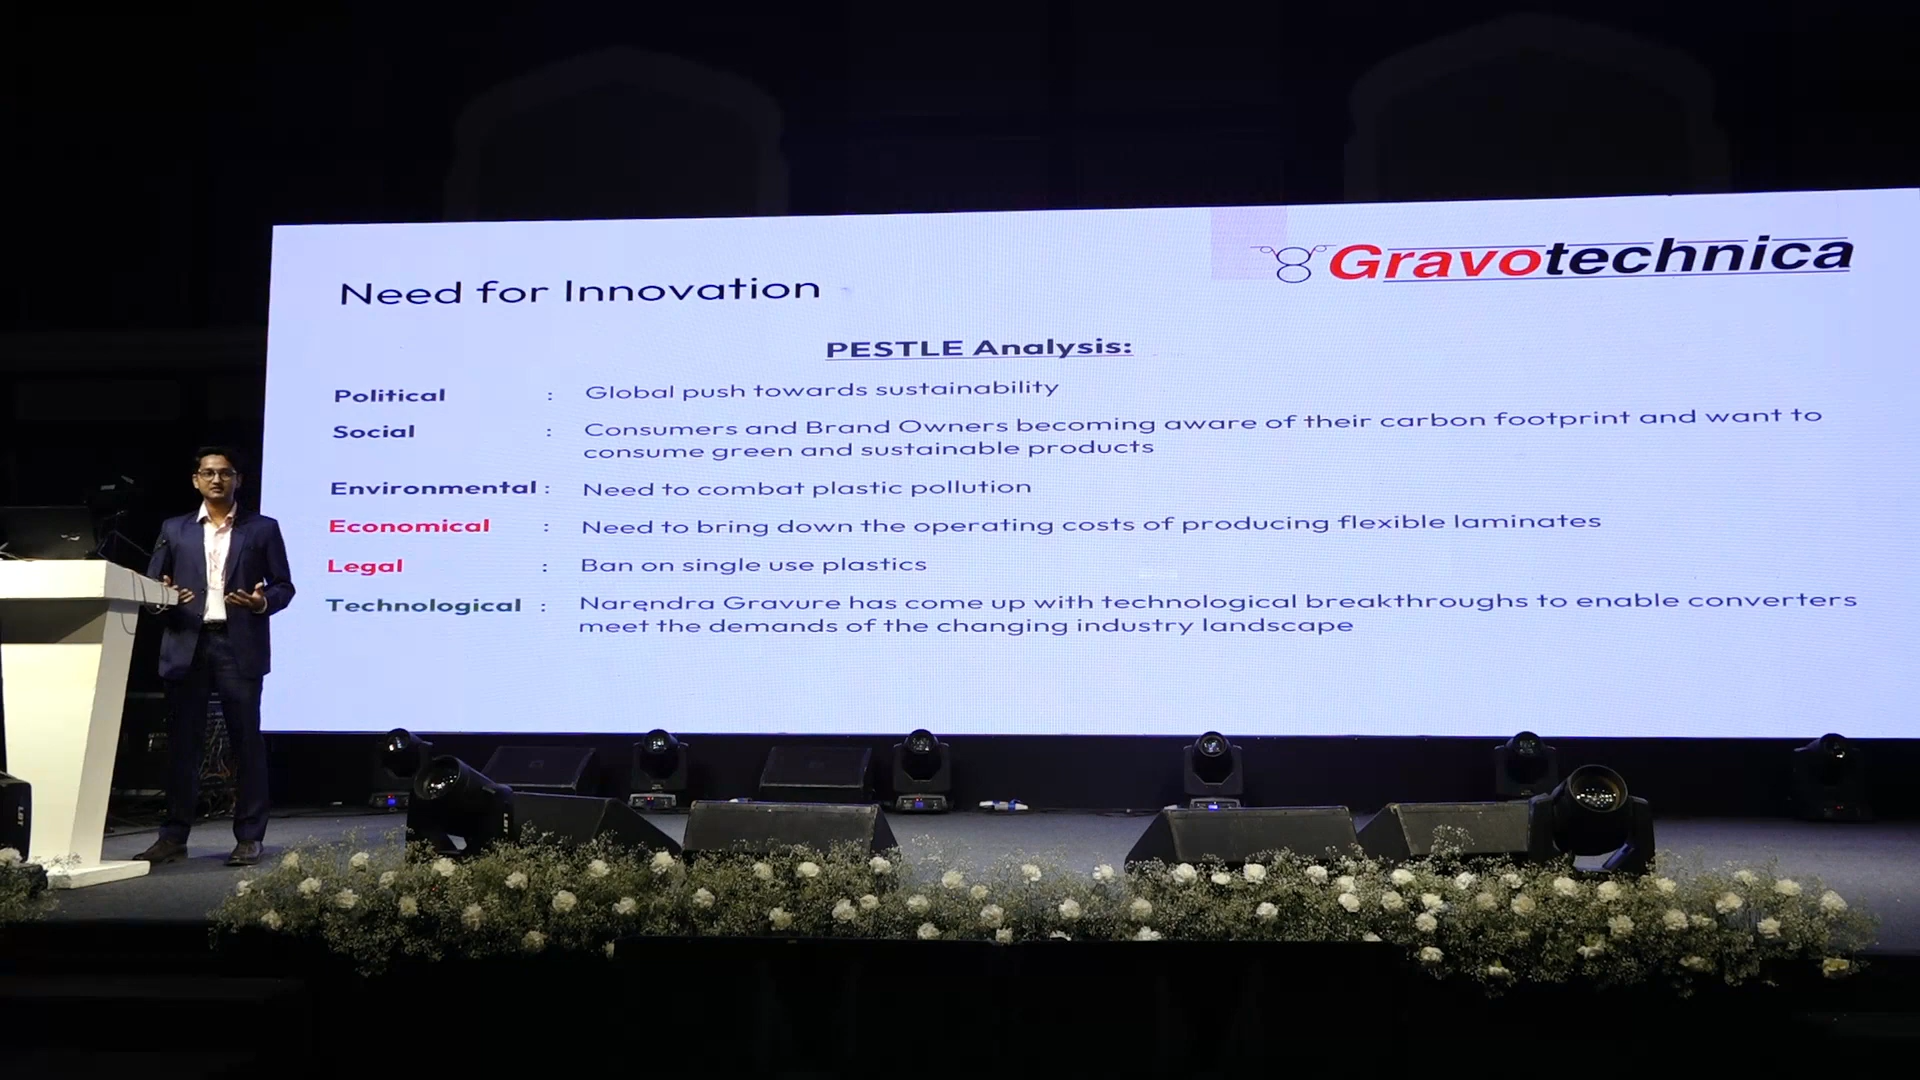 Gravotechnica
Need for Innovation
PESTLE Analysis:
Political : Global push towards sustainability
Social : Consumers and Brand Owners becoming aware of their carbon footprint and want to
consume green and sustainable products
Environmental : Need to combat plastic pollution
Economical : Need to bring down the operating costs of producing flexible laminates
Legal : Ban on single use plastics
Technological : Narendra Gravure has come up with technological breakthroughs to enable converters
meet the demands of the changing industry landscape